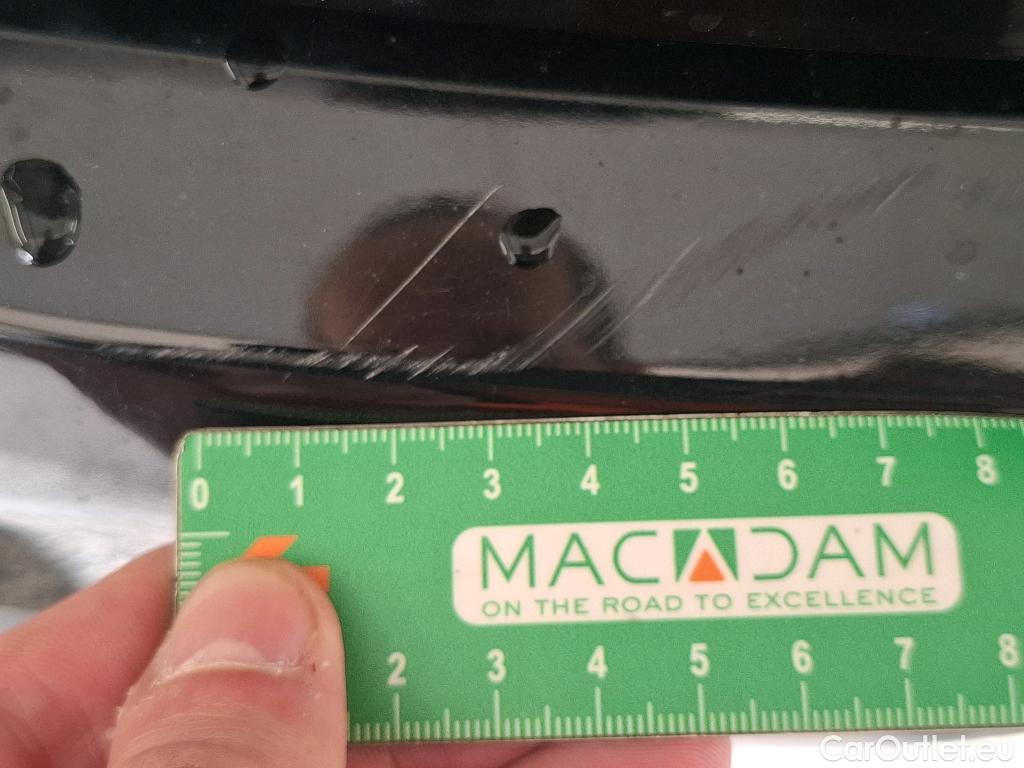 0 1 2 3 4 5 6 7 8
MACADAM
ON THE ROAD TO EXCELLENCE
2 3 4 5 6 7 8
CarOutlet.eu